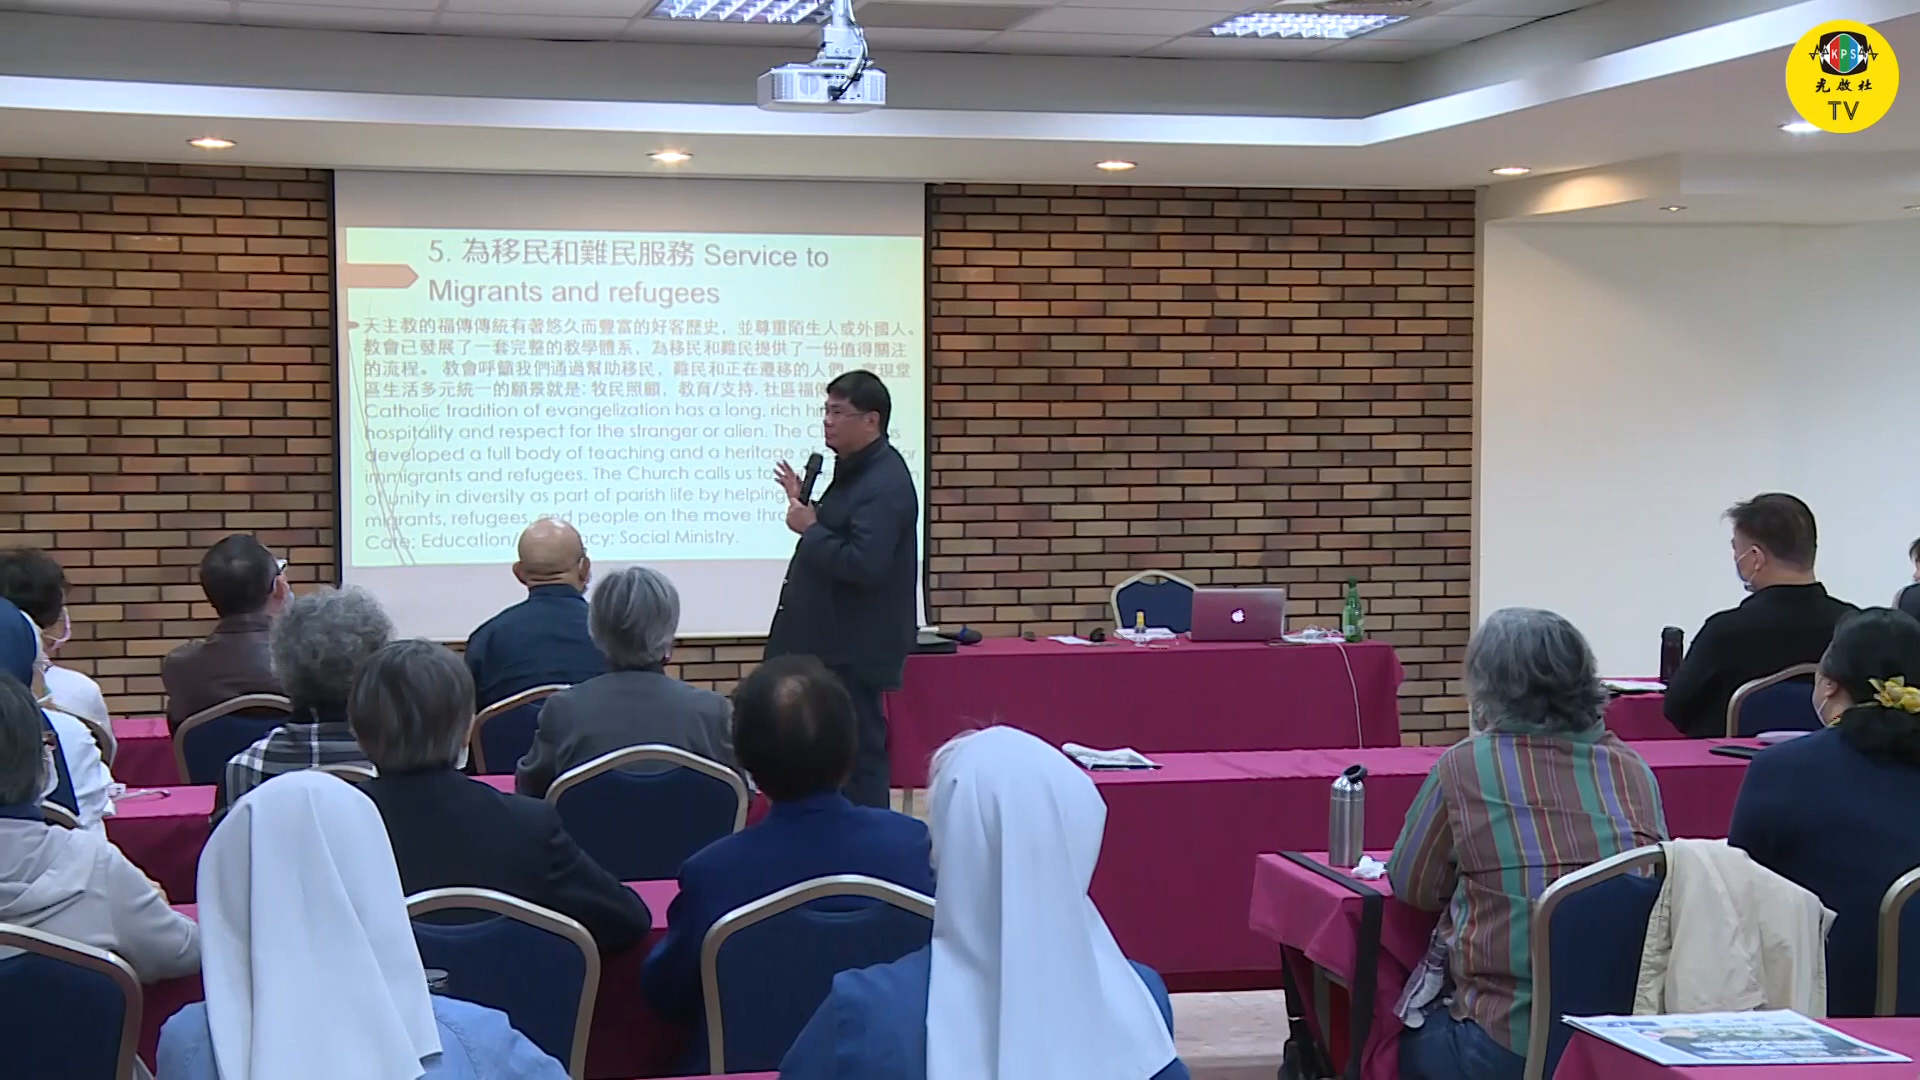 KPS
光啟社
TV
5. 為移民和難民服務 Service to
Migrants and refugees
天主教的福傳傳統有著悠久而豐富的好客歷史，並尊重陌生人或外國人。
教會已發展了一套完整的教學體系，為移民和難民提供了一份值得關注
的流程。 教會呼籲我們通過幫助移民，難民和正在遷移的人們
區生活多元統一的願景就是: 牧民照顧，教育/支持, 社區福傳
Catholic tradition of evangelization has a long, rich
hospitality and respect for the stranger or alien. The
developed a full body of teaching and a heritage
immigrants and refugees. The Church calls us to
of unity in diversity as part of parish life by helping
migrants, refugees, and people on the move
Care; Education/ Social Ministry.